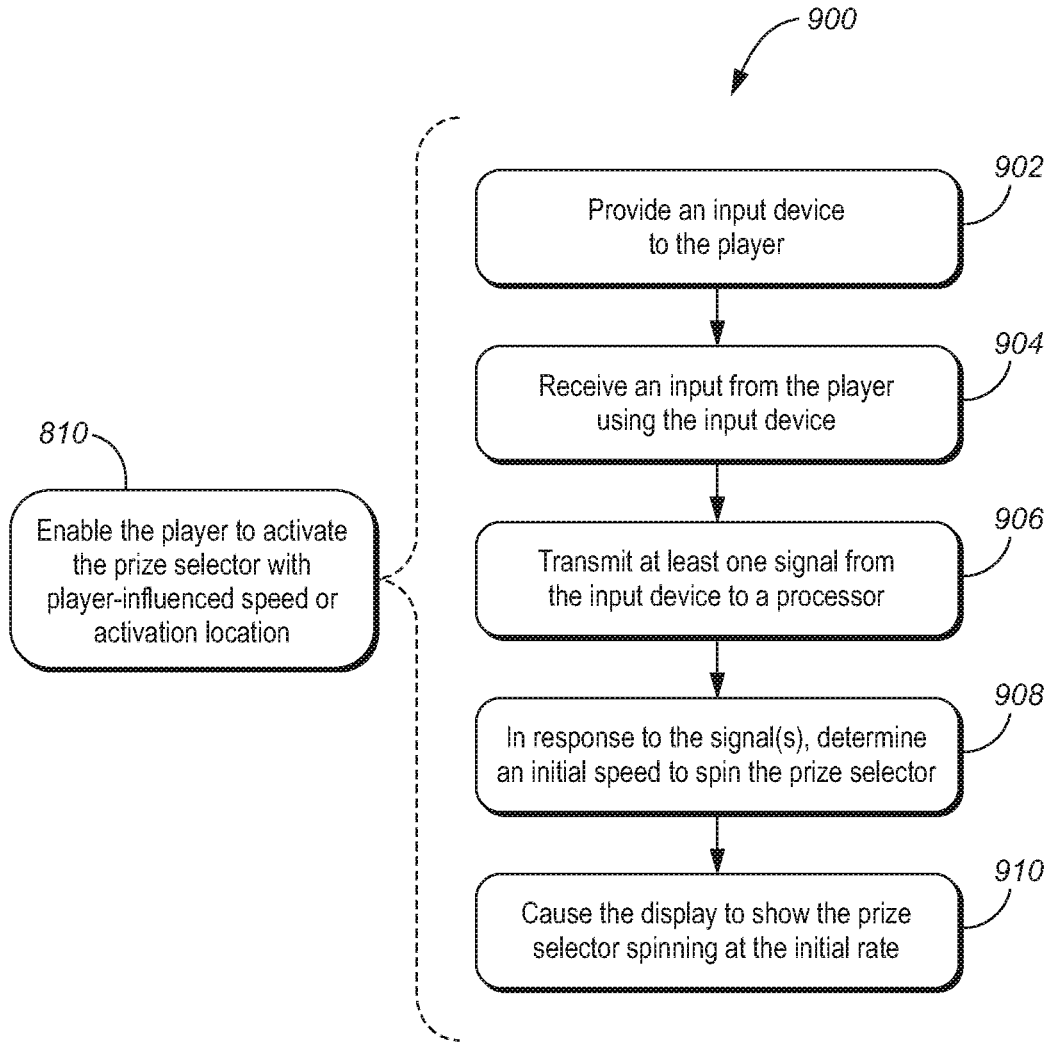 900
902
Provide an input device
to the player
904
Receive an input from the player
using the input device
810
Enable the player to activate
the prize selector with
player-influenced speed or
activation location
906
Transmit at least one signal from
the input device to a processor
908
In response to the signal(s), determine
an initial speed to spin the prize selector
910
Cause the display to show the prize
selector spinning at the initial rate